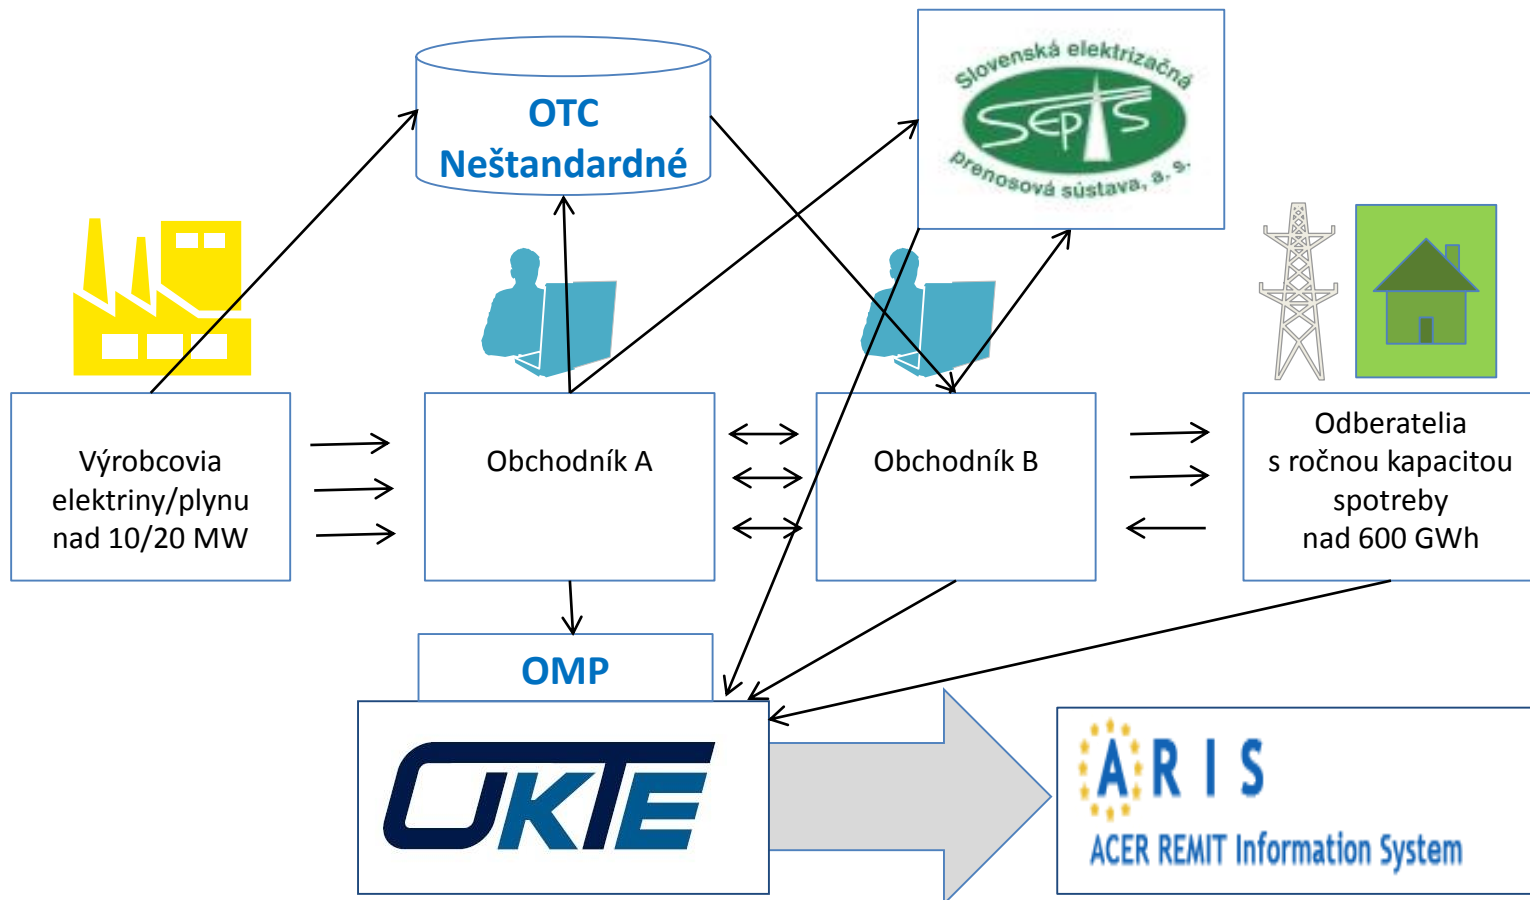 OTC
Neštandardné
Slovenská elektrizačná
SEPS
prenosová sústava, a. s.
Výrobcovia
elektriny/plynu
nad 10/20 MW
Obchodník A
Obchodník B
Odberatelia
s ročnou kapacitou
spotreby
nad 600 GWh
OMP
OKTE
ARIS
ACER REMIT Information System